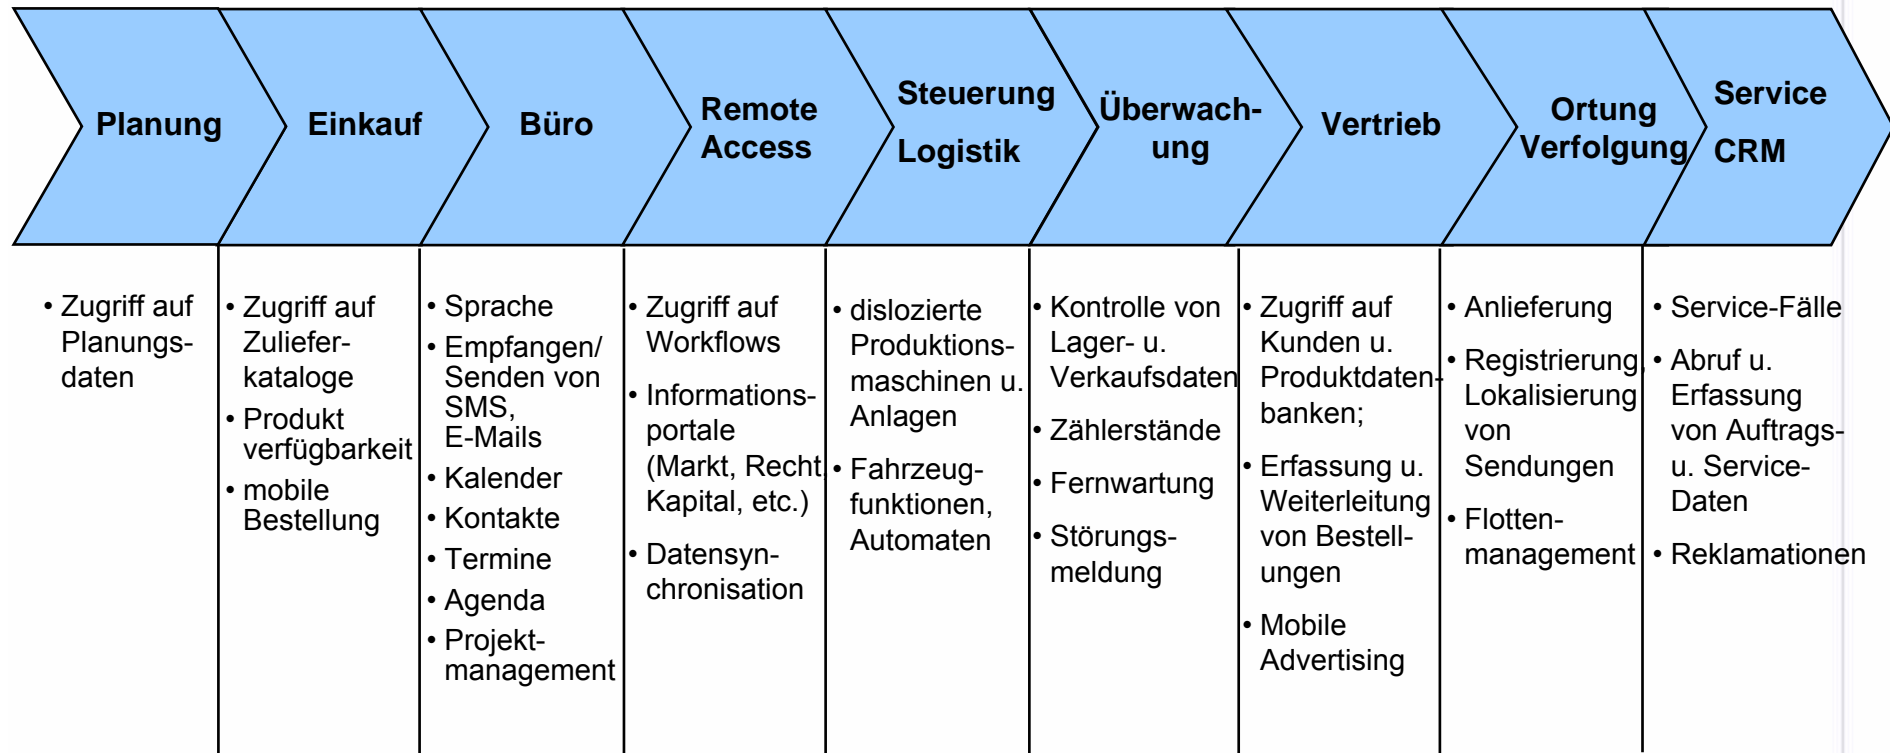 Planung
Einkauf
Büro
Remote
Access
Steuerung
Logistik
Überwach-
ung
Vertrieb
Ortung
Verfolgung
Service
CRM
• Zugriff auf
Planungs-
daten
• Zugriff auf
Zuliefer-
kataloge
• Produkt
verfügbarkeit
• mobile
Bestellung
• Sprache
• Empfangen/
Senden von
SMS,
E-Mails
• Kalender
• Kontakte
• Termine
• Agenda
• Projekt-
management
• Zugriff auf
Workflows
• Informations-
portale
(Markt, Recht,
Kapital, etc.)
• Datensyn-
chronisation
• dislozierte
Produktions-
maschinen u.
Anlagen
• Fahrzeug-
funktionen,
Automaten
• Kontrolle von
Lager- u.
Verkaufsdaten
• Zählerstände
• Fernwartung
• Störungs-
meldung
• Zugriff auf
Kunden u.
Produktdaten-
banken;
• Erfassung u.
Weiterleitung
von Bestell-
ungen
• Mobile
Advertising
• Anlieferung
• Registrierung,
Lokalisierung
von
Sendungen
• Flotten-
management
• Service-Fälle
• Abruf u.
Erfassung
von Auftrags-
u. Service-
Daten
• Reklamationen